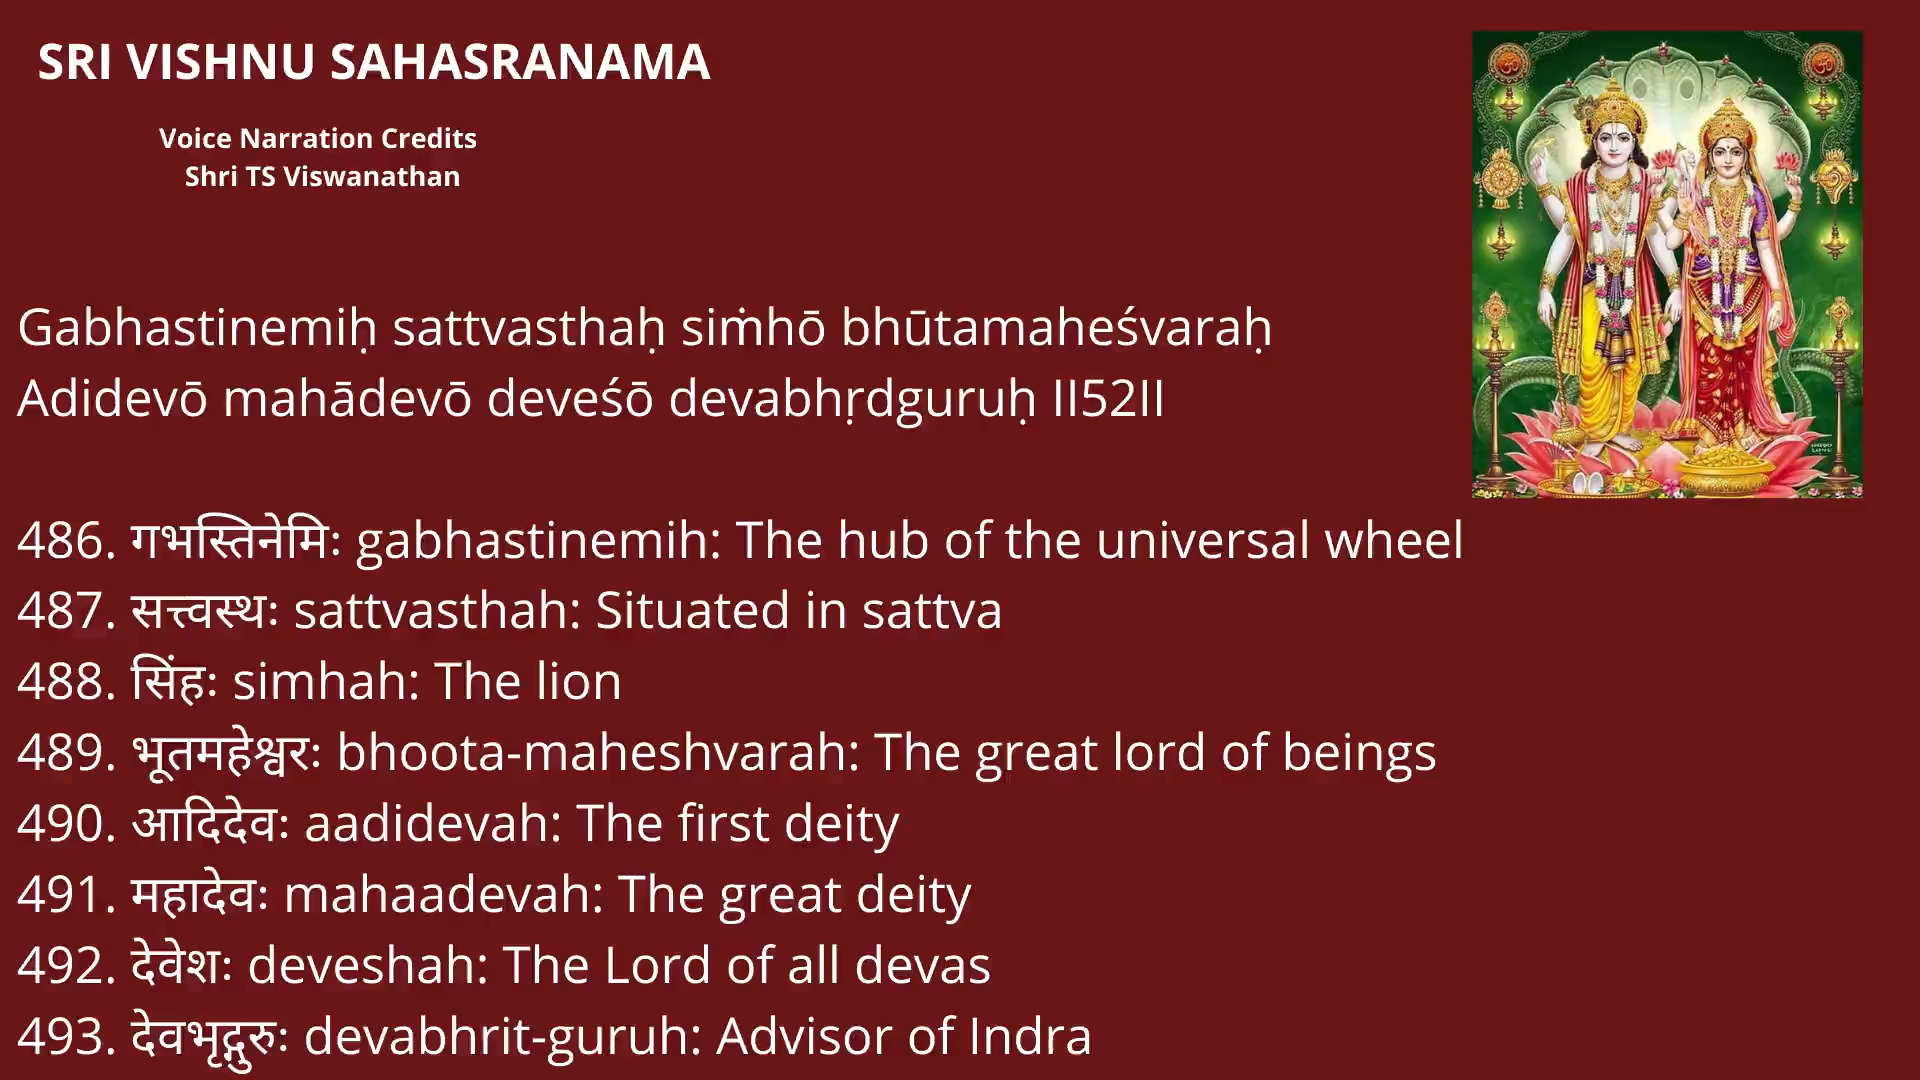 SRI VISHNU SAHASRANAMA
Voice Narration Credits
Shri TS Viswanathan
Gabhastinemiḥ sattvasthaḥ siṁhō bhūtamaheśvaraḥ
Adidevō mahādevō deveśō devabhṛdguruḥ II52II
486. गभस्तिनेमिः gabhastinemih: The hub of the universal wheel
487. सत्त्वस्थः sattvasthah: Situated in sattva
488. सिंहः simhah: The lion
489. भूतमहेश्वरः bhoota-maheshvarah: The great lord of beings
490. आदिदेवः aadidevah: The first deity
491. महादेवः mahaadevah: The great deity
492. देवेशः deveshah: The Lord of all devas
493. देवभृद्गुरुः devabhrit-guruh: Advisor of Indra